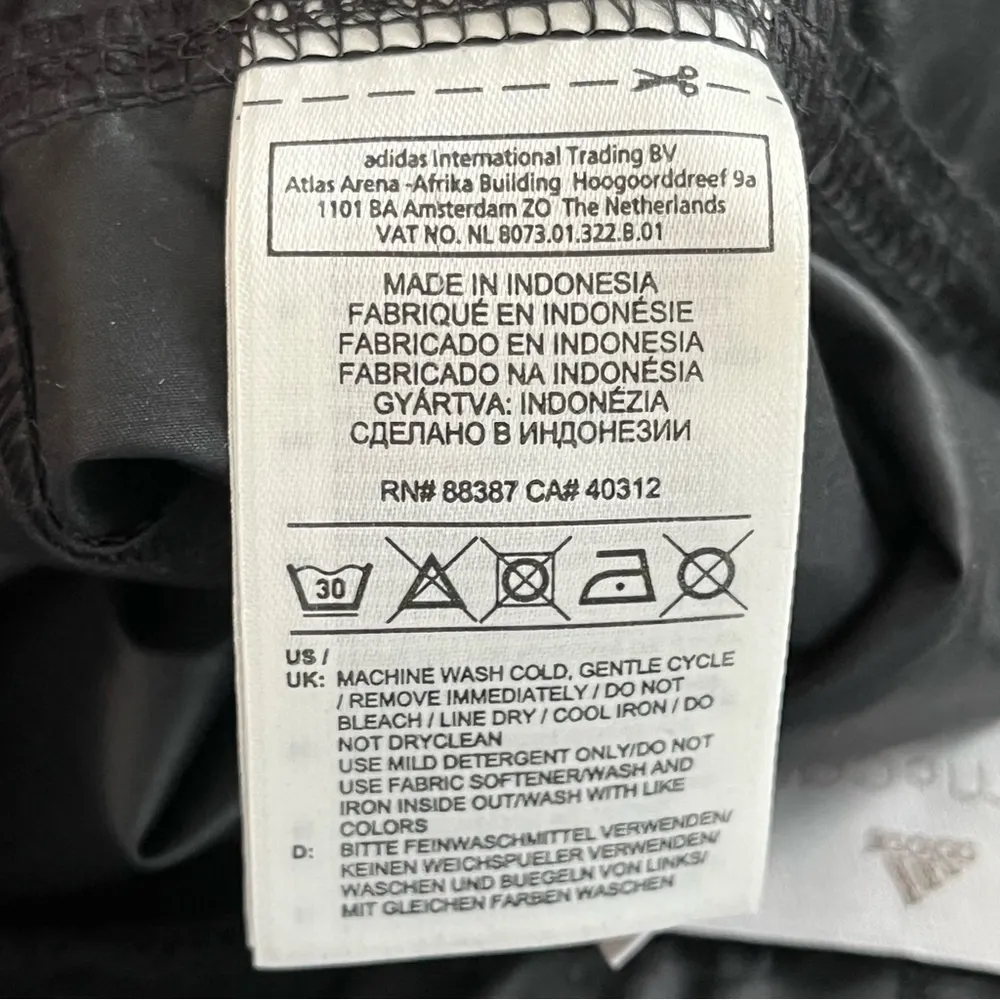 adidas International Trading BV
Atlas Arena -Afrika Building Hoogoorddreef 9a
1101 BA Amsterdam ZO The Netherlands
VAT NO. NL 8073.01.322.B.01
MADE IN INDONESIA
FABRIQUÉ EN INDONÉSIE
FABRICADO EN INDONESIA
FABRICADO NA INDONÉSIA
GYÁRTVA: INDONÉZIA
СДЕЛАНО В ИНДОНЕЗИИ
RN# 88387 CA# 40312
30
US /
UK: MACHINE WASH COLD, GENTLE CYCLE
/ REMOVE IMMEDIATELY / DO NOT
BLEACH / LINE DRY / COOL IRON / DO
NOT DRYCLEAN
USE MILD DETERGENT ONLY/DO NOT
USE FABRIC SOFTENER/WASH AND
IRON INSIDE OUT/WASH WITH LIKE
COLORS
D: BITTE FEINWASCHMITTEL VERWENDEN/
KEINEN WEICHSPUELER VERWENDEN/
WASCHEN UND BUEGELN VON LINKS/
MIT GLEICHEN FARBEN WASCHEN